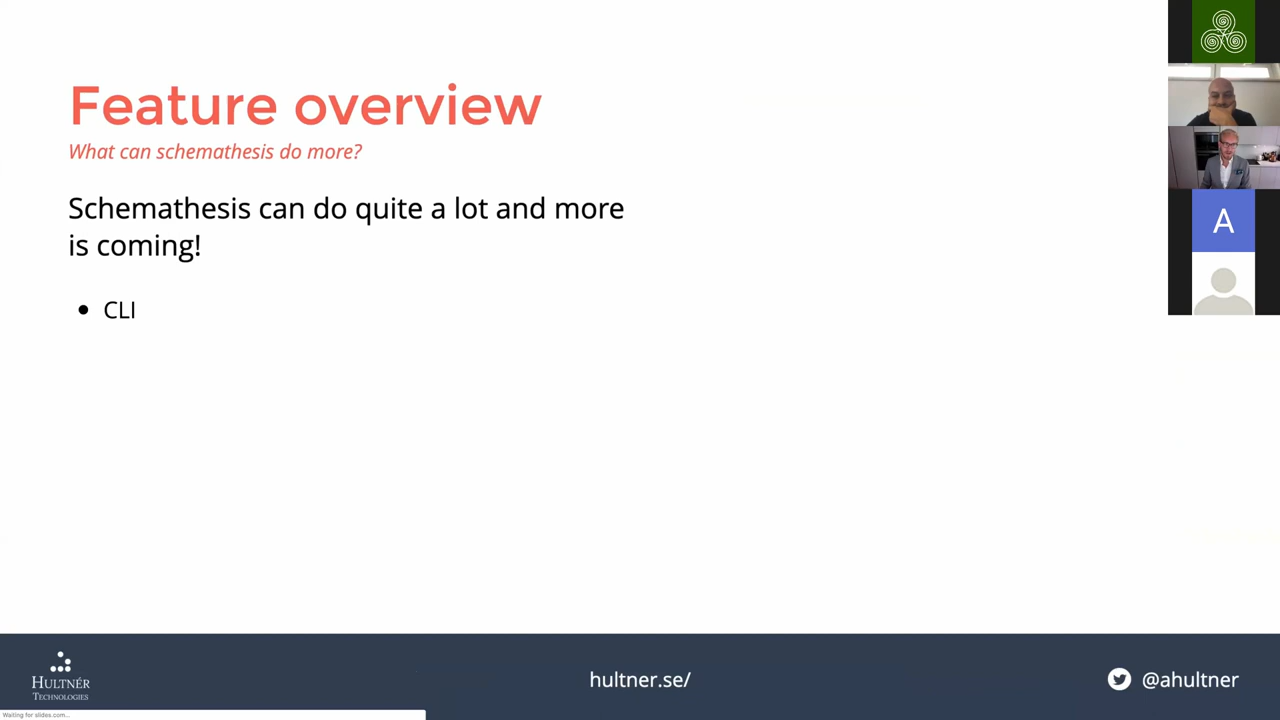 Feature overview
What can schemathesis do more?
Schemathesis can do quite a lot and more
is coming!
• CLI
A
HULTNÉR
TECHNOLOGIES
hultner.se/
@ahultner
Waiting for slides.com...